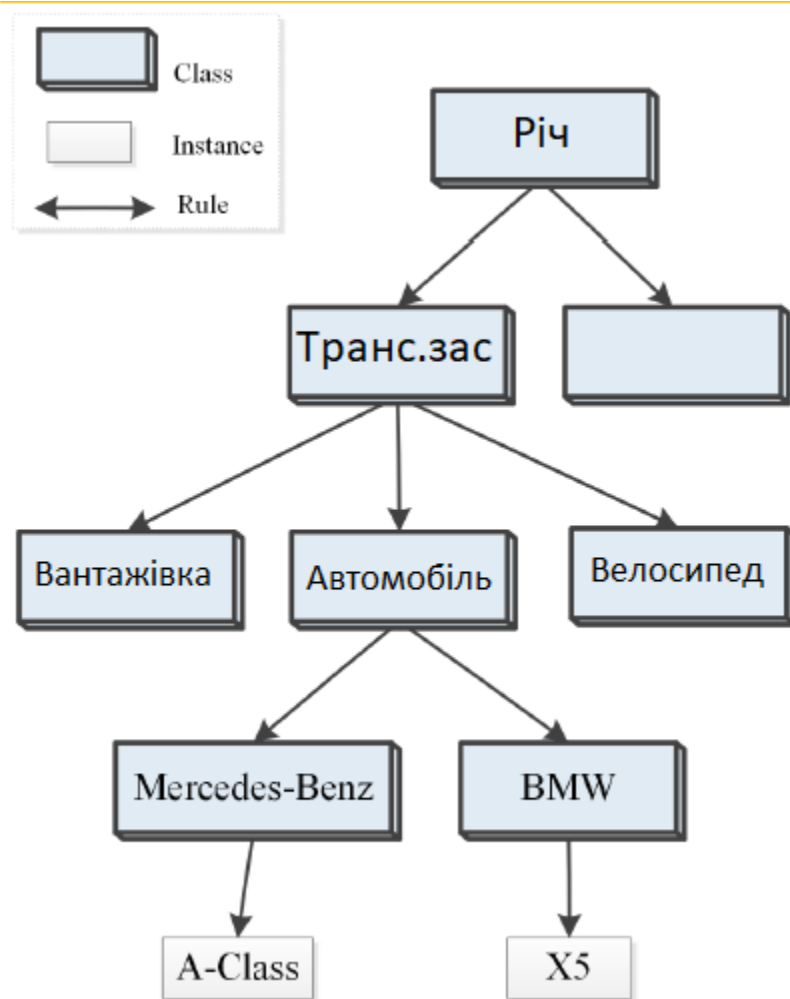 Class
Instance
Rule
Річ
Транс.зас
Вантажівка
Автомобіль
Велосипед
Mercedes-Benz
BMW
A-Class
X5